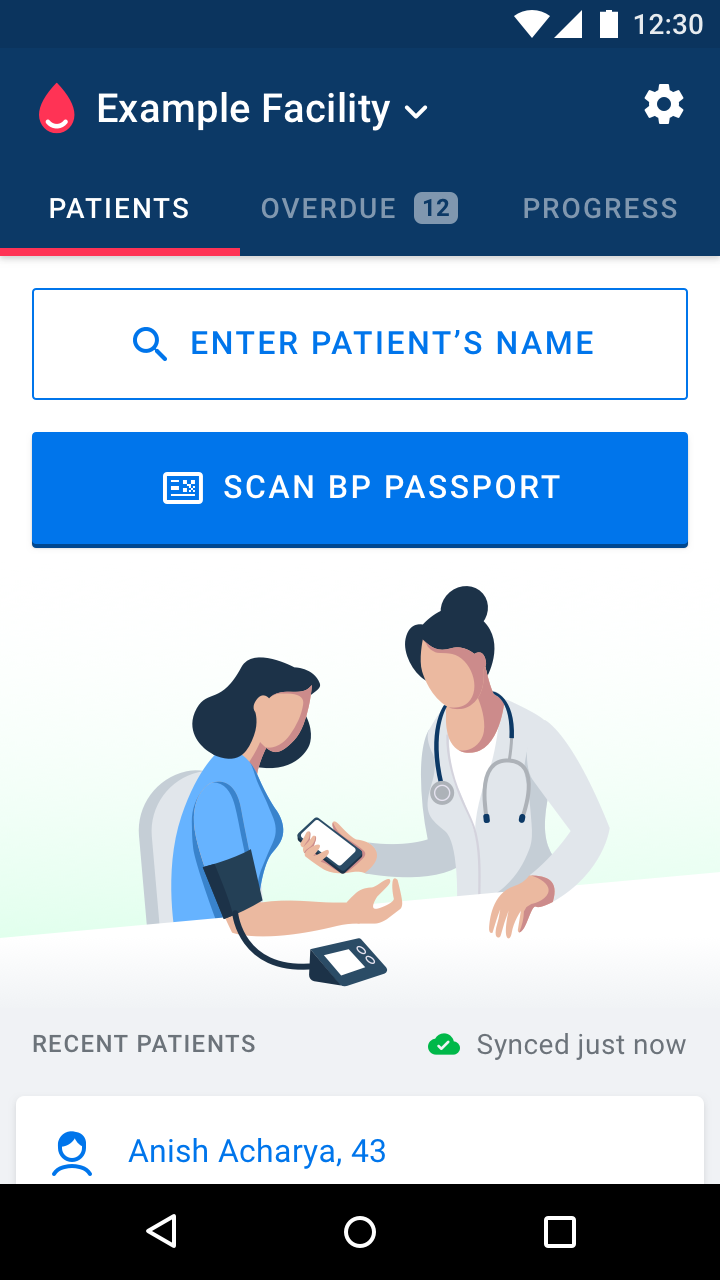 12:30
Example Facility
PATIENTS OVERDUE 12 PROGRESS
ENTER PATIENT’S NAME
SCAN BP PASSPORT
RECENT PATIENTS Synced just now
Anish Acharya, 43